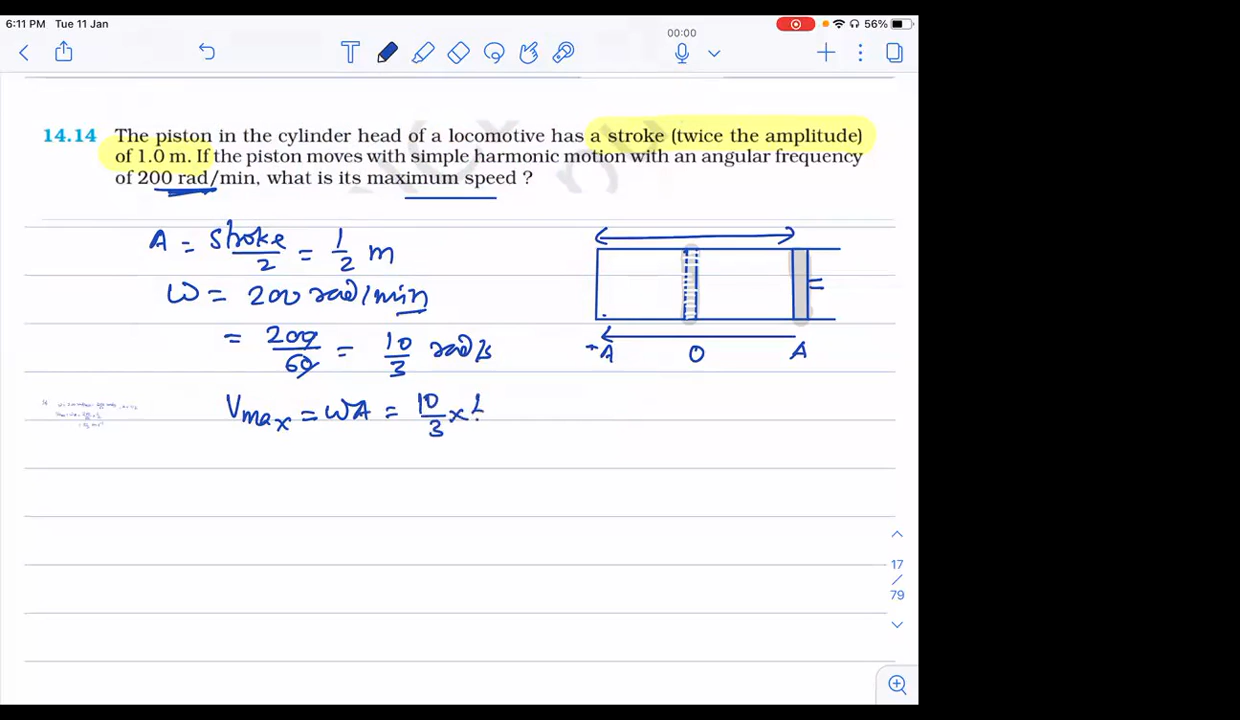 6:11 PM Tue 11 Jan
56%
00:00
14.14 The piston in the cylinder head of a locomotive has a stroke (twice the amplitude)
of 1.0 m. If the piston moves with simple harmonic motion with an angular frequency
of 200 rad/min, what is its maximum speed ?
A = Stroke/2 = 1/2 m
ω = 200 rad/min
= 200/60 = 10/3 rad/s
-A O A
Vmax = ωA = 10/3 x
17
/
79